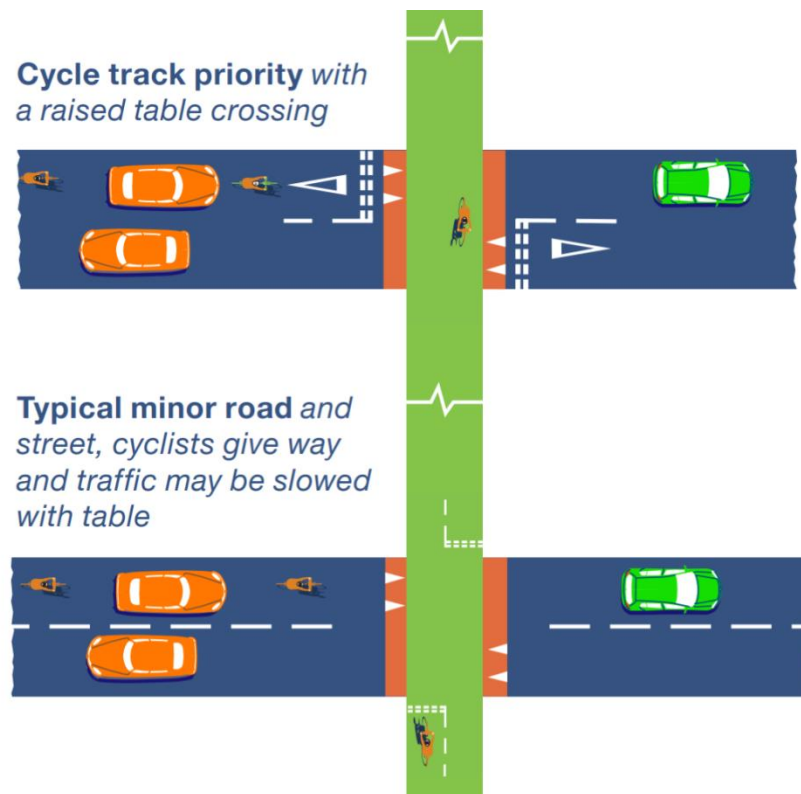 Cycle track priority with
a raised table crossing
Typical minor road and
street, cyclists give way
and traffic may be slowed
with table